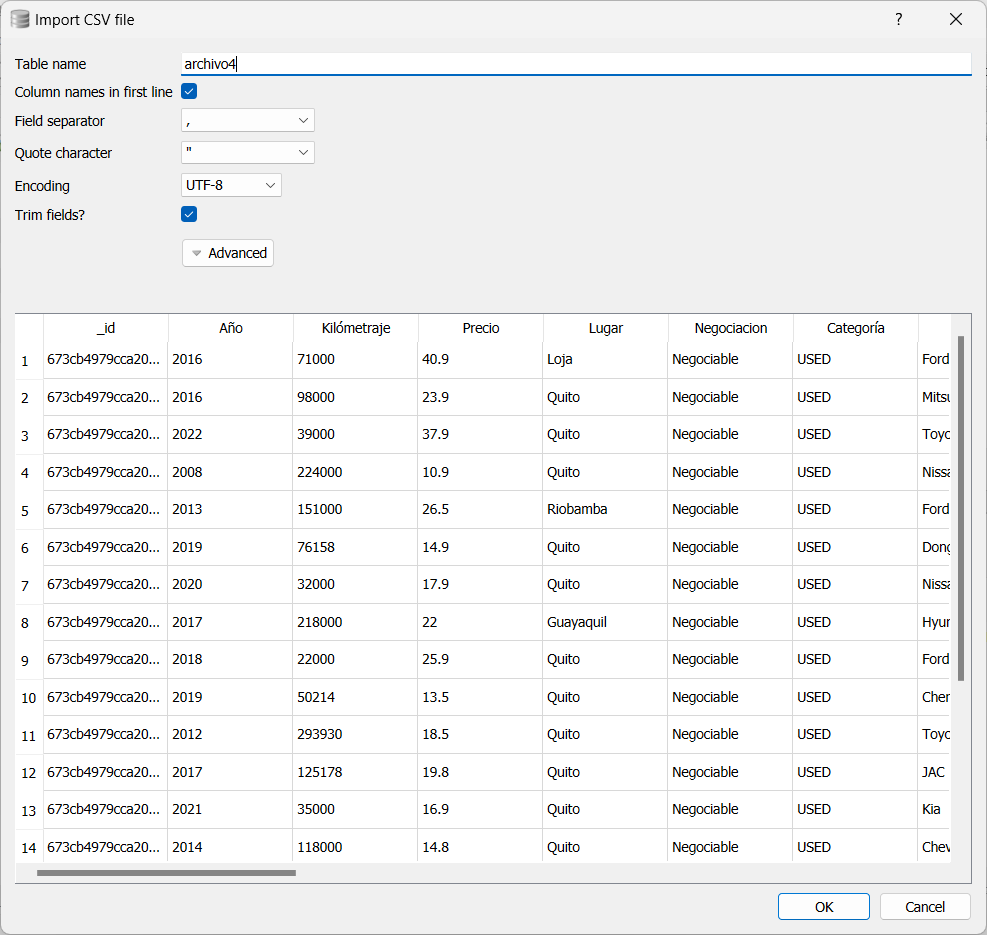 Import CSV file ?
Table name archivo4
Column names in first line
Field separator ,
Quote character "
Encoding UTF-8
Trim fields?
Advanced
_id Año Kilómetraje Precio Lugar Negociacion Categoría
1 673cb4979cca20... 2016 71000 40.9 Loja Negociable USED Ford
2 673cb4979cca20... 2016 98000 23.9 Quito Negociable USED Mitsu
3 673cb4979cca20... 2022 39000 37.9 Quito Negociable USED Toyo
4 673cb4979cca20... 2008 224000 10.9 Quito Negociable USED Nissa
5 673cb4979cca20... 2013 151000 26.5 Riobamba Negociable USED Ford
6 673cb4979cca20... 2019 76158 14.9 Quito Negociable USED Dong
7 673cb4979cca20... 2020 32000 17.9 Quito Negociable USED Nissa
8 673cb4979cca20... 2017 218000 22 Guayaquil Negociable USED Hyun
9 673cb4979cca20... 2018 22000 25.9 Quito Negociable USED Ford
10 673cb4979cca20... 2019 50214 13.5 Quito Negociable USED Cher
11 673cb4979cca20... 2012 293930 18.5 Quito Negociable USED Toyo
12 673cb4979cca20... 2017 125178 19.8 Quito Negociable USED JAC
13 673cb4979cca20... 2021 35000 16.9 Quito Negociable USED Kia
14 673cb4979cca20... 2014 118000 14.8 Quito Negociable USED Chev
OK Cancel